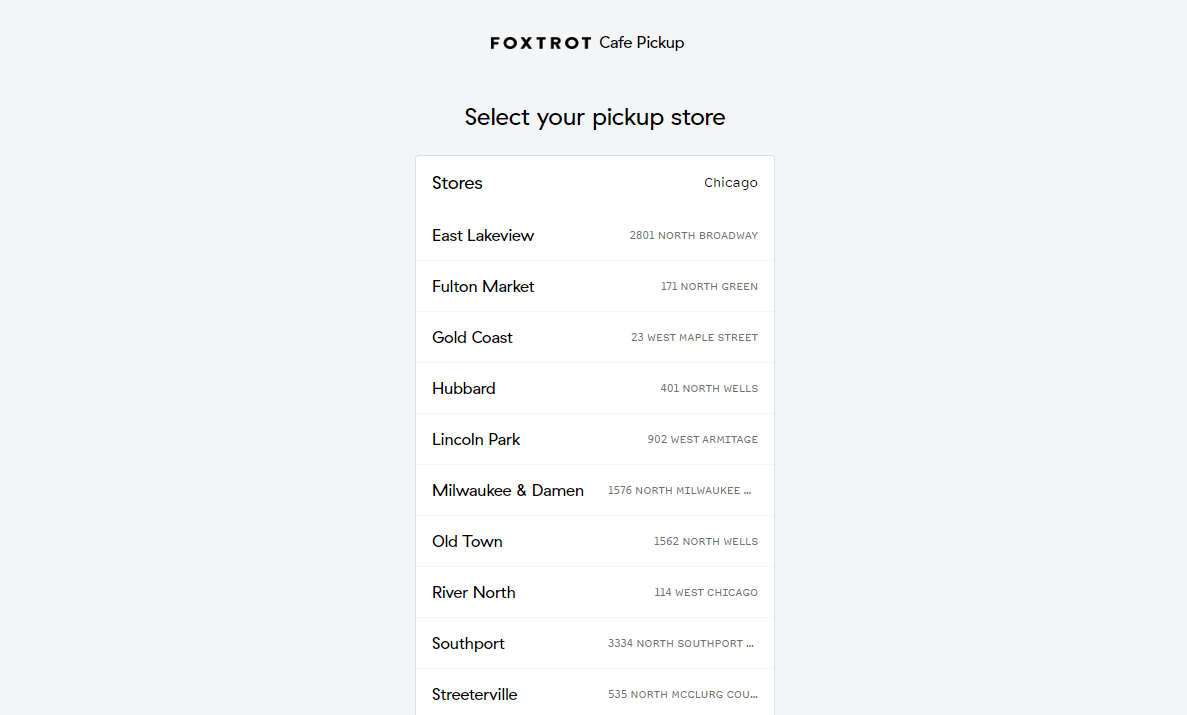 FOXTROT Cafe Pickup
Select your pickup store
Stores Chicago
East Lakeview 2801 NORTH BROADWAY
Fulton Market 171 NORTH GREEN
Gold Coast 23 WEST MAPLE STREET
Hubbard 401 NORTH WELLS
Lincoln Park 902 WEST ARMITAGE
Milwaukee & Damen 1576 NORTH MILWAUKEE …
Old Town 1562 NORTH WELLS
River North 114 WEST CHICAGO
Southport 3334 NORTH SOUTHPORT …
Streeterville 535 NORTH MCCLURG COU…